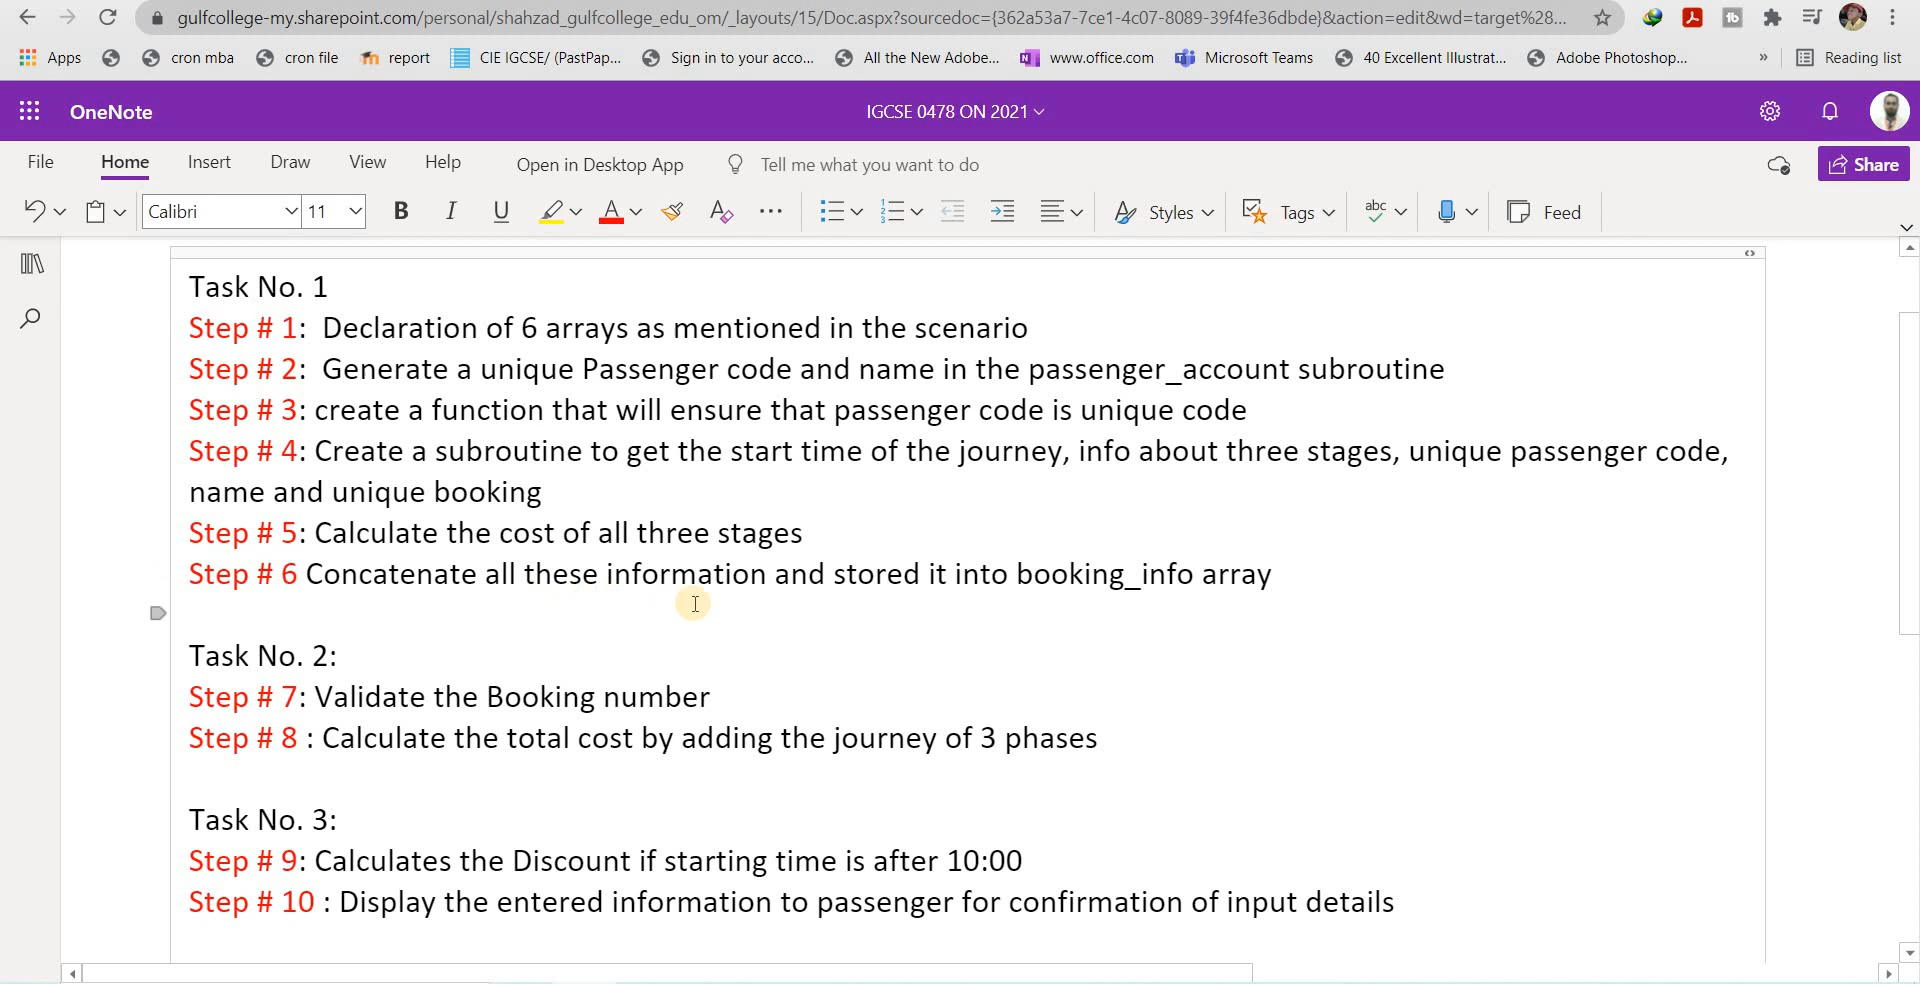 gulfcollege-my.sharepoint.com/personal/shahzad_gulfcollege_edu_om/_layouts/15/Doc.aspx?sourcedoc={362a53a7-7ce1-4c07-8089-39f4fe36dbde}&action=edit&wd=target%28...
Apps cron mba cron file report CIE IGCSE/ (PastPap... Sign in to your acco... All the New Adobe... www.office.com Microsoft Teams 40 Excellent Illustrat... Adobe Photoshop... » Reading list
OneNote IGCSE 0478 ON 2021
File Home Insert Draw View Help Open in Desktop App Tell me what you want to do Share
Calibri 11 B I U A Styles Tags abc Feed
Task No. 1
Step # 1: Declaration of 6 arrays as mentioned in the scenario
Step # 2: Generate a unique Passenger code and name in the passenger_account subroutine
Step # 3: create a function that will ensure that passenger code is unique code
Step # 4: Create a subroutine to get the start time of the journey, info about three stages, unique passenger code,
name and unique booking
Step # 5: Calculate the cost of all three stages
Step # 6 Concatenate all these information and stored it into booking_info array
Task No. 2:
Step # 7: Validate the Booking number
Step # 8 : Calculate the total cost by adding the journey of 3 phases
Task No. 3:
Step # 9: Calculates the Discount if starting time is after 10:00
Step # 10 : Display the entered information to passenger for confirmation of input details